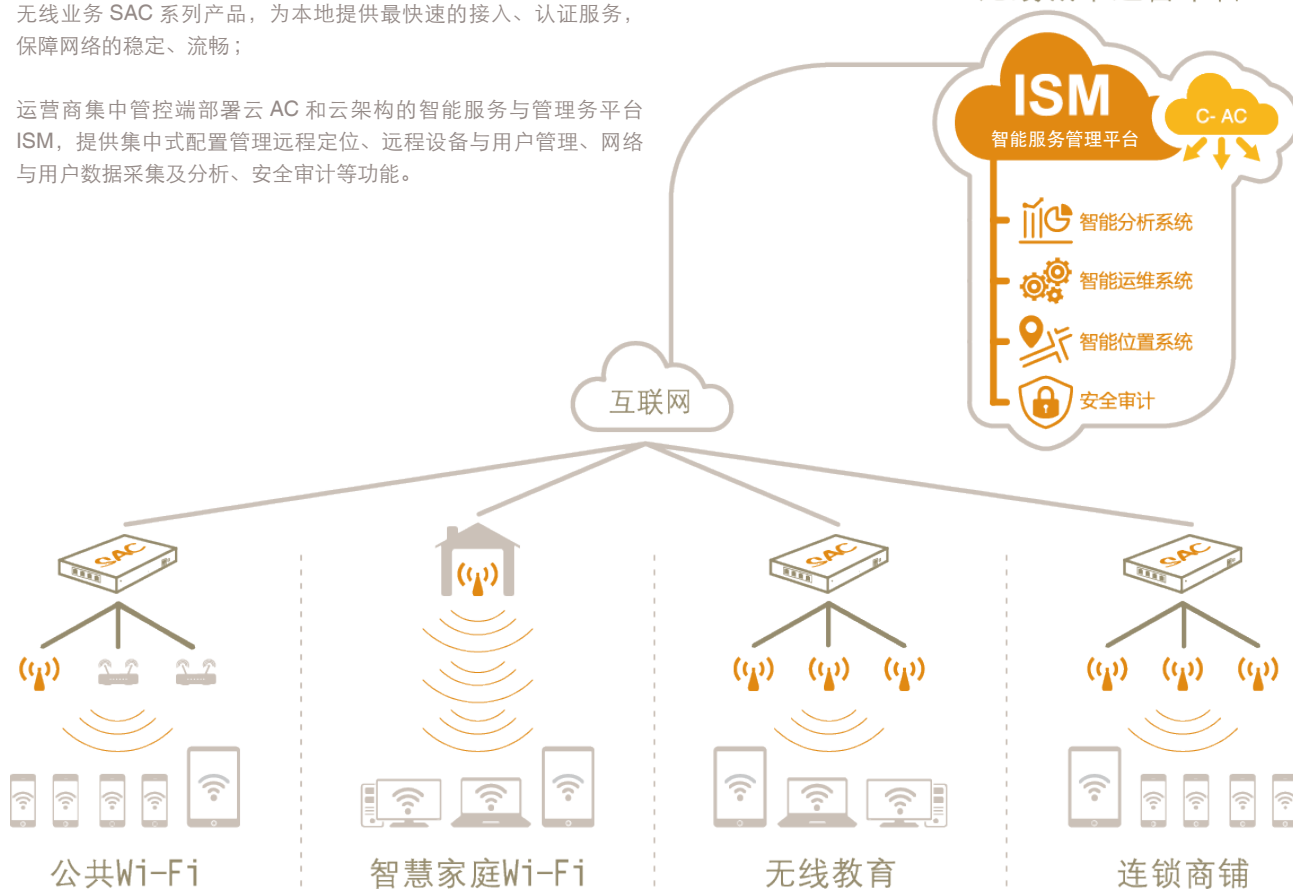 无线业务 SAC 系列产品，为本地提供最快速的接入、认证服务，
保障网络的稳定、流畅；
运营商集中管控端部署云 AC 和云架构的智能服务与管理务平台
ISM，提供集中式配置管理远程定位、远程设备与用户管理、网络
与用户数据采集及分析、安全审计等功能。
ISM
智能服务管理平台
C- AC
智能分析系统
智能运维系统
智能位置系统
安全审计
互联网
SAC
SAC
SAC
公共Wi-Fi
智慧家庭Wi-Fi
无线教育
连锁商铺